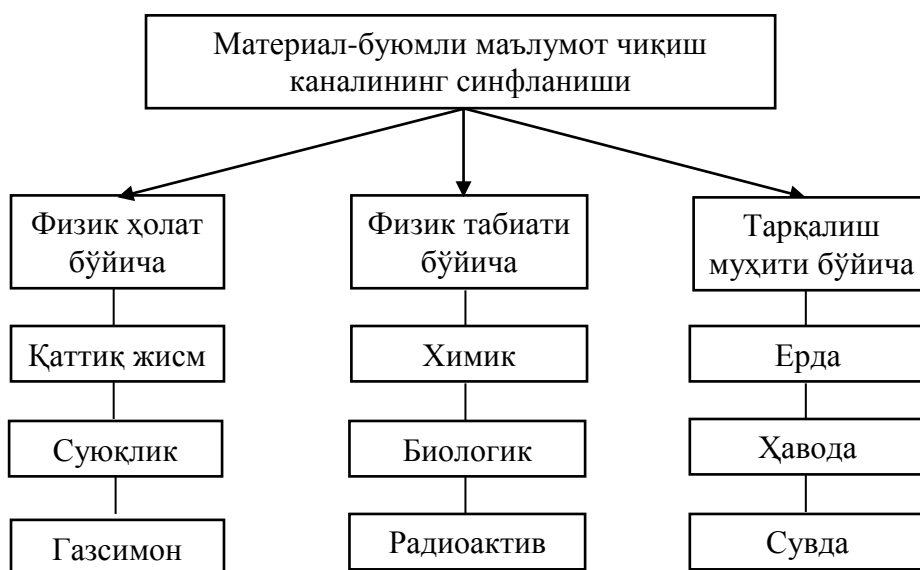 Материал-буюмли маълумот чиқиш
каналининг синфланиши
Физик ҳолат
бўйича
Физик табиати
бўйича
Тарқалиш
муҳити бўйича
Қаттиқ жисм
Химик
Ерда
Суюқлик
Биологик
Ҳавода
Газсимон
Радиоактив
Сувда